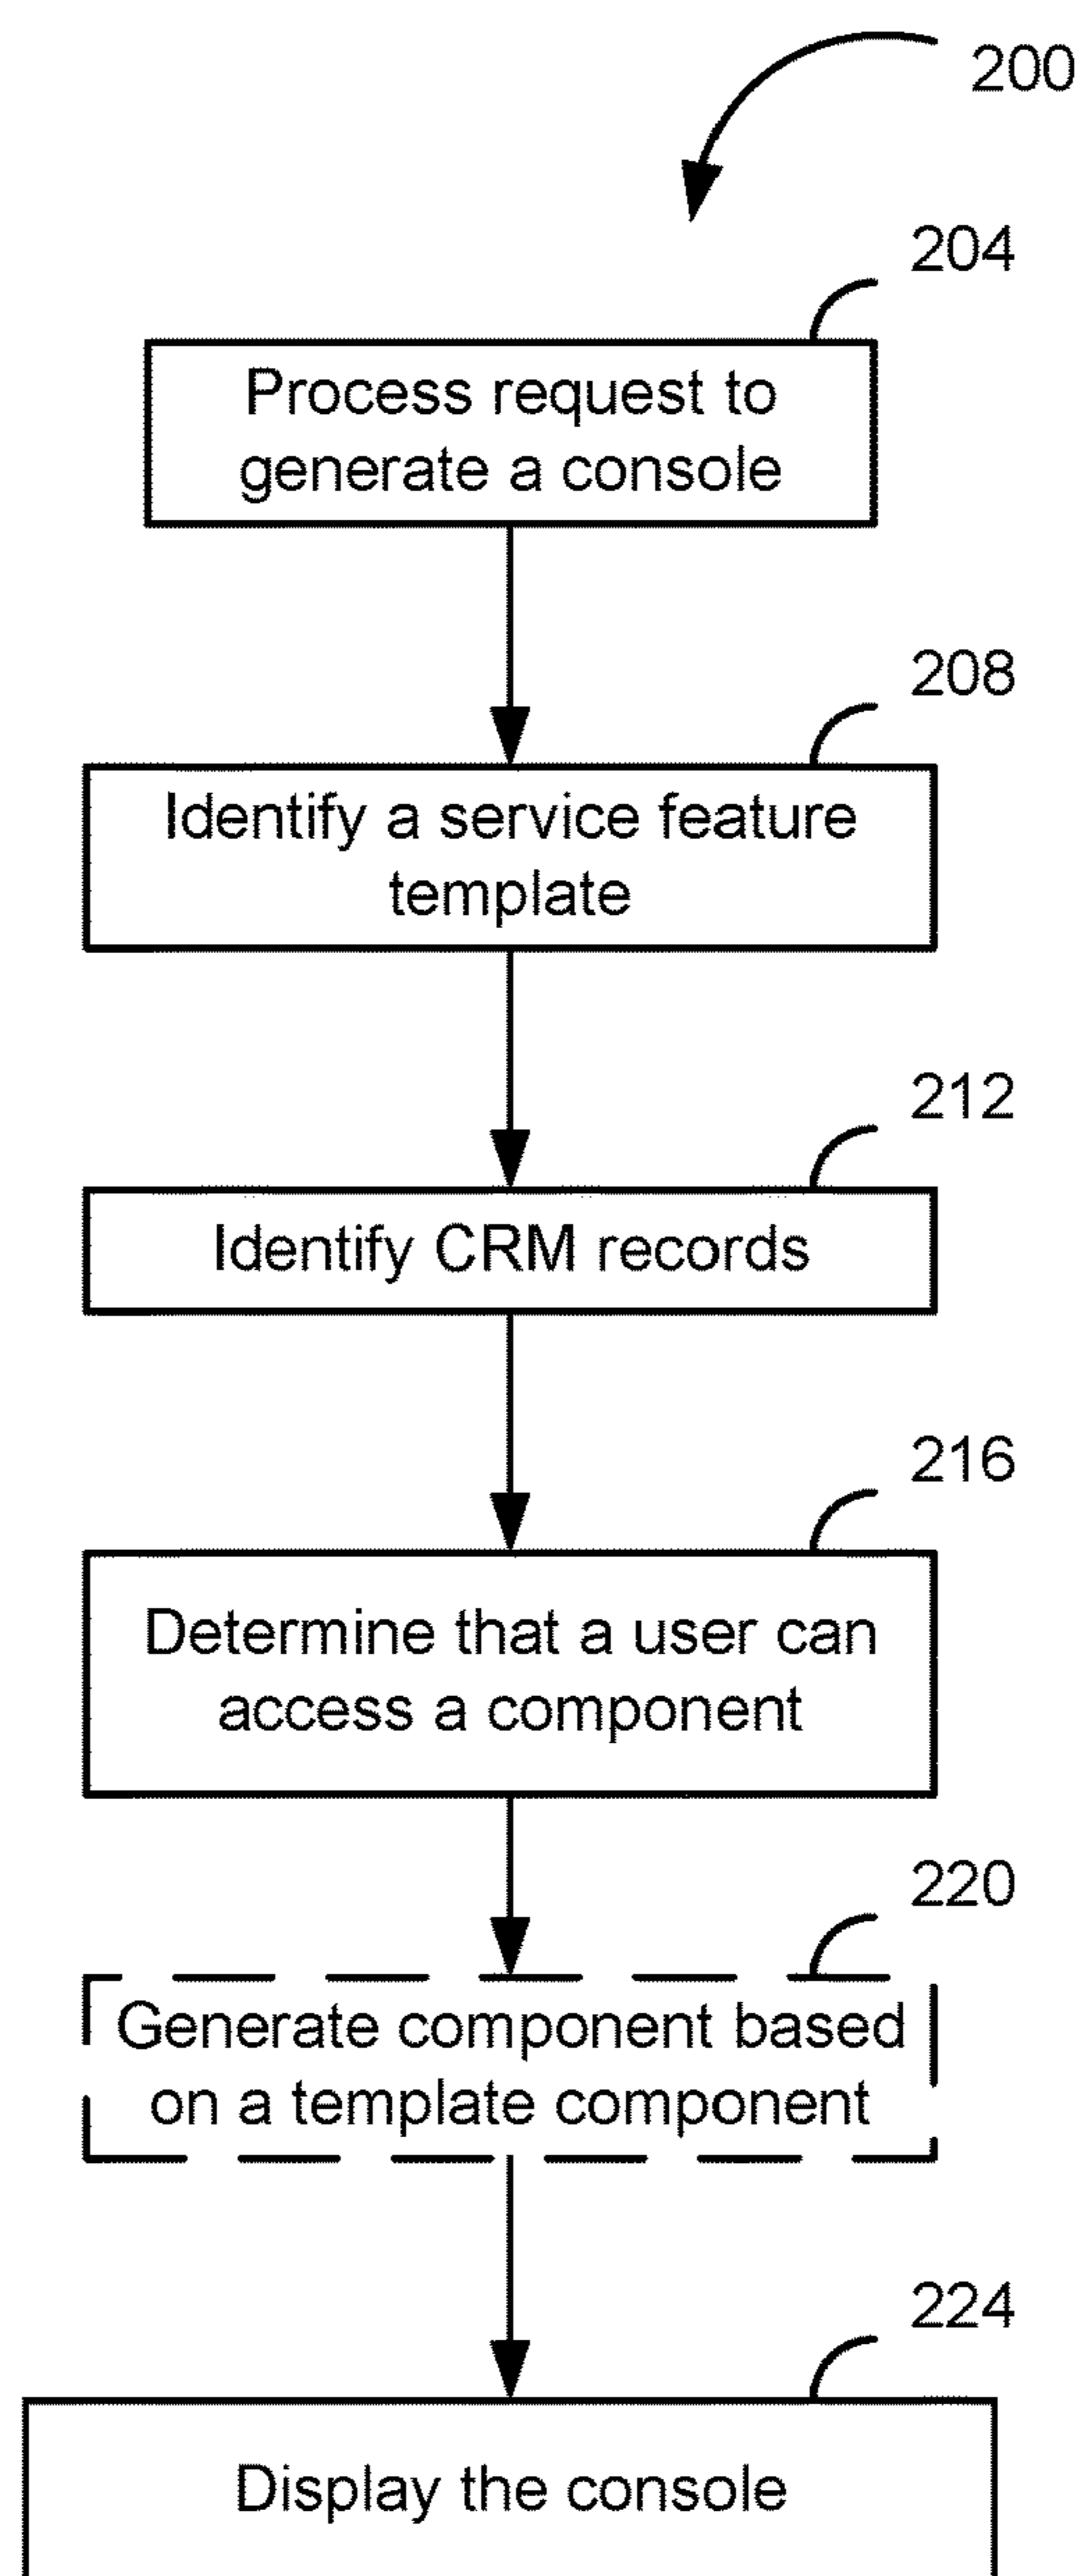 200
204
Process request to
generate a console
208
Identify a service feature
template
212
Identify CRM records
216
Determine that a user can
access a component
220
Generate component based
on a template component
224
Display the console